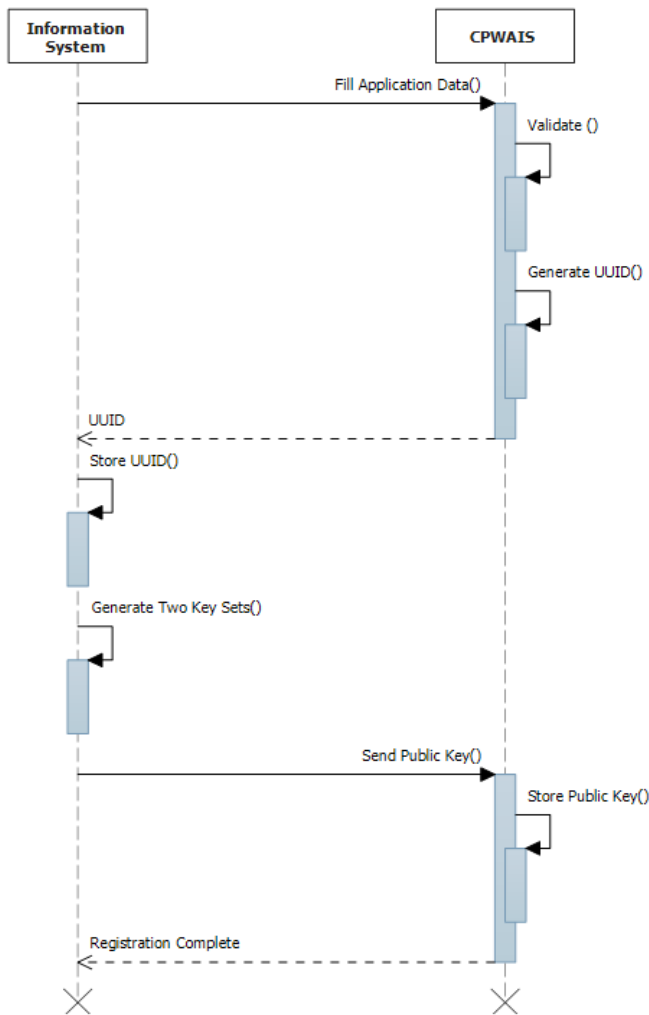 Information
System
CPWAIS
Fill Application Data()
Validate ()
Generate UUID()
UUID
Store UUID()
Generate Two Key Sets()
Send Public Key()
Store Public Key()
Registration Complete